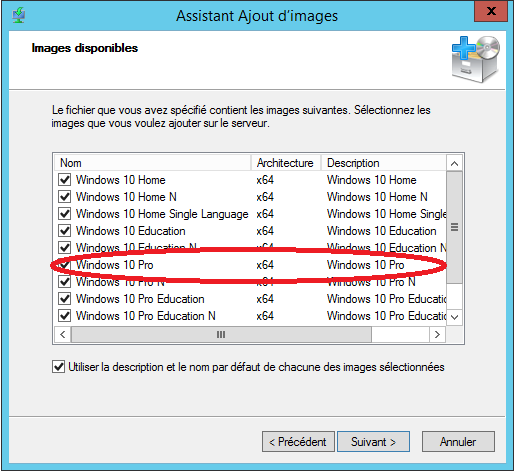 Assistant Ajout d'images
x
Images disponibles
Le fichier que vous avez spécifié contient les images suivantes. Sélectionnez les
images que vous voulez ajouter sur le serveur.
Nom Architecture Description
Windows 10 Home x64 Windows 10 Home
Windows 10 Home N x64 Windows 10 Home N
Windows 10 Home Single Language x64 Windows 10 Home Single
Windows 10 Education x64 Windows 10 Education
Windows 10 Education N x64 Windows 10 Education N
Windows 10 Pro x64 Windows 10 Pro
Windows 10 Pro N x64 Windows 10 Pro N
Windows 10 Pro Education x64 Windows 10 Pro Educatio
Windows 10 Pro Education N x64 Windows 10 Pro Educatio
Utiliser la description et le nom par défaut de chacune des images sélectionnées
< Précédent Suivant > Annuler